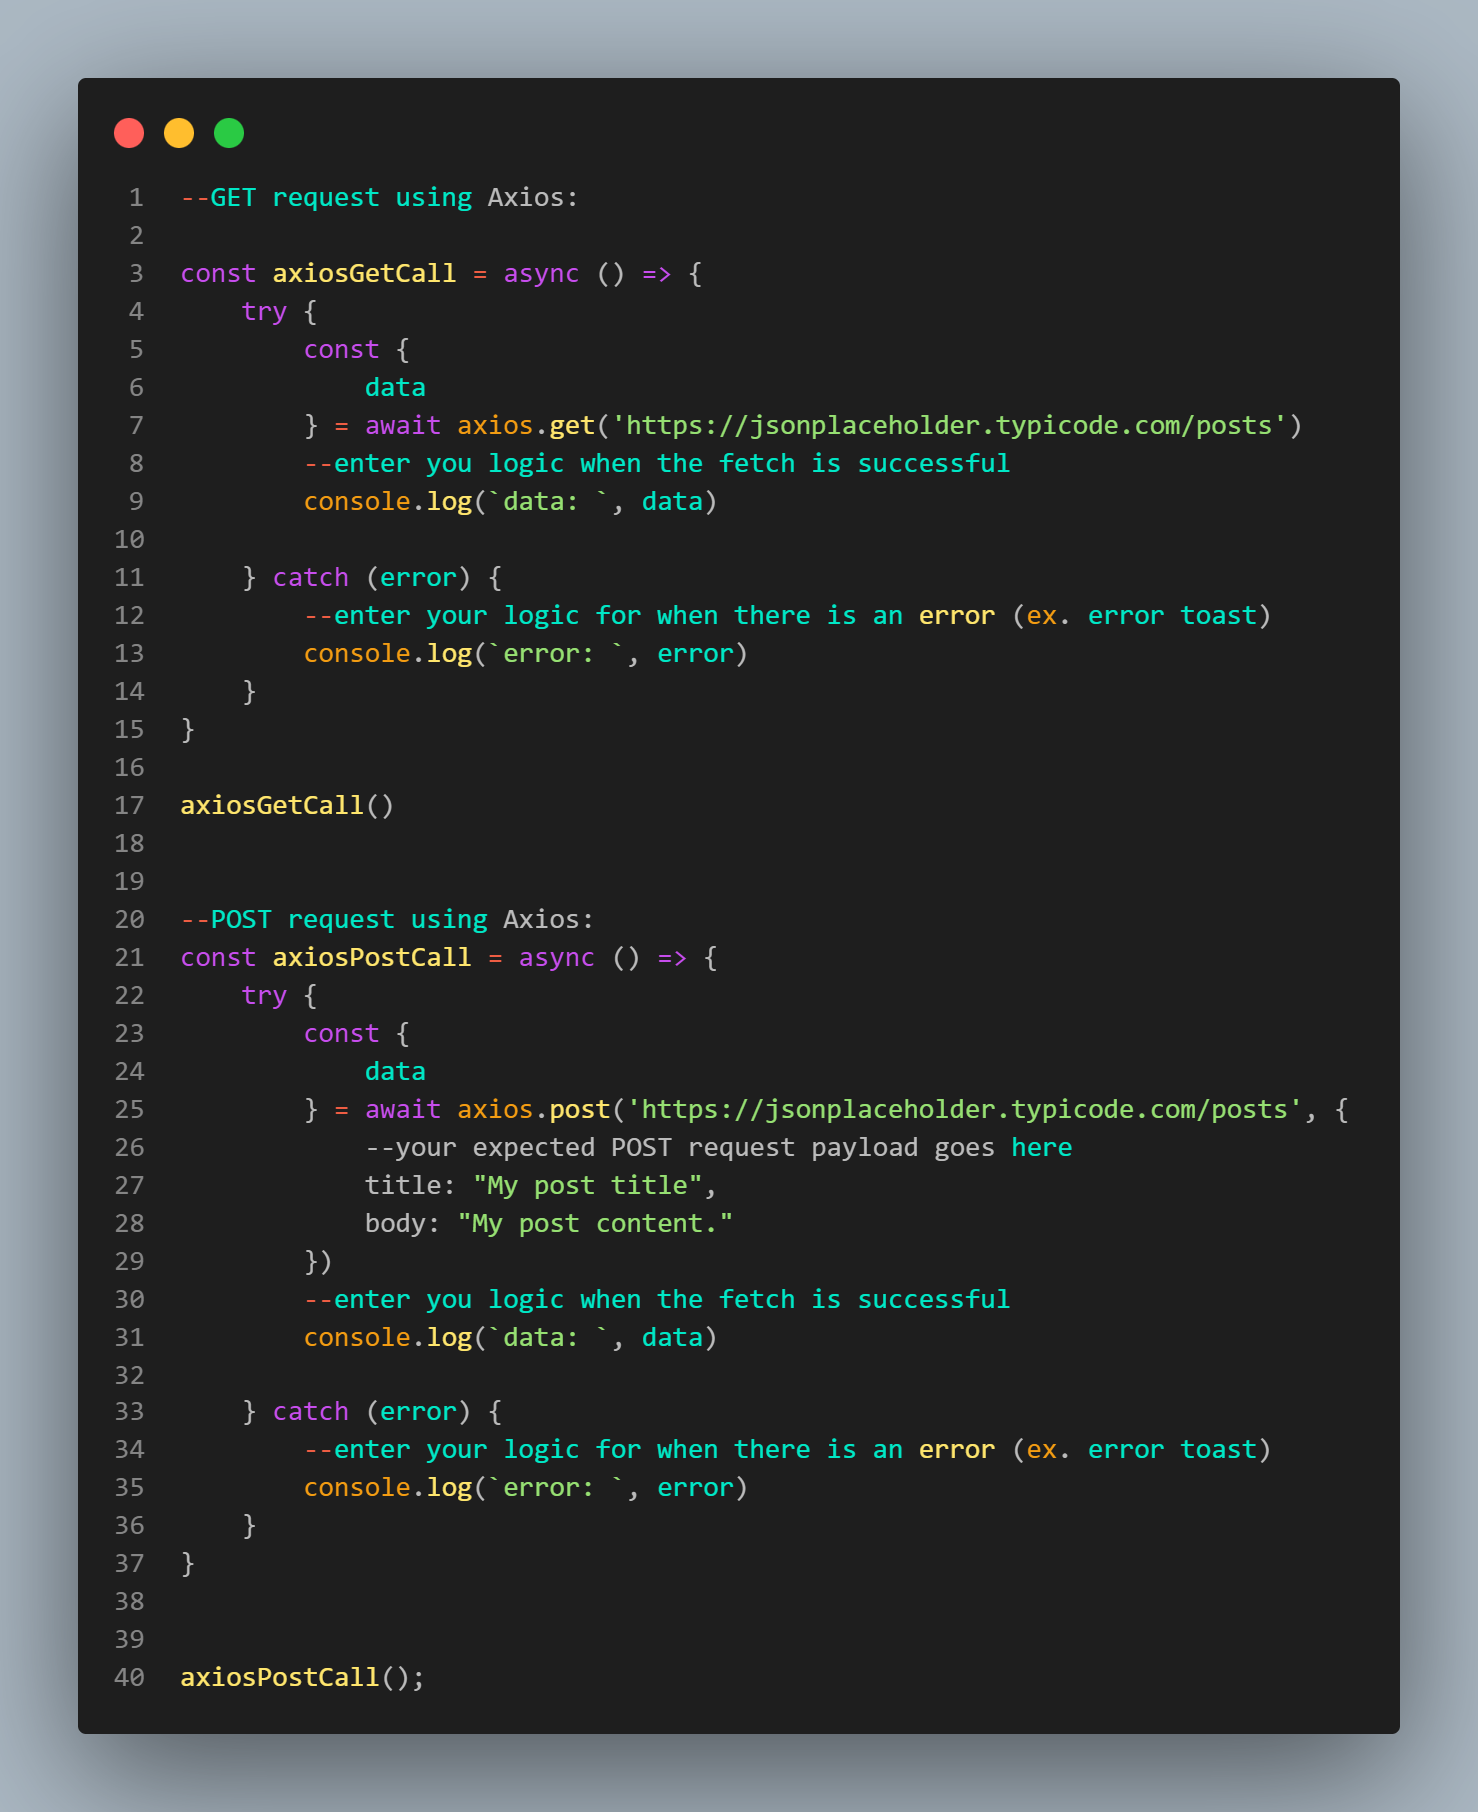 1 --GET request using Axios:
2
3 const axiosGetCall = async () => {
4     try {
5         const {
6             data
7         } = await axios.get('https://jsonplaceholder.typicode.com/posts')
8         --enter you logic when the fetch is successful
9         console.log(`data: `, data)
10
11     } catch (error) {
12         --enter your logic for when there is an error (ex. error toast)
13         console.log(`error: `, error)
14     }
15 }
16
17 axiosGetCall()
18
19
20 --POST request using Axios:
21 const axiosPostCall = async () => {
22     try {
23         const {
24             data
25         } = await axios.post('https://jsonplaceholder.typicode.com/posts', {
26             --your expected POST request payload goes here
27             title: "My post title",
28             body: "My post content."
29         })
30         --enter you logic when the fetch is successful
31         console.log(`data: `, data)
32
33     } catch (error) {
34         --enter your logic for when there is an error (ex. error toast)
35         console.log(`error: `, error)
36     }
37 }
38
39
40 axiosPostCall();